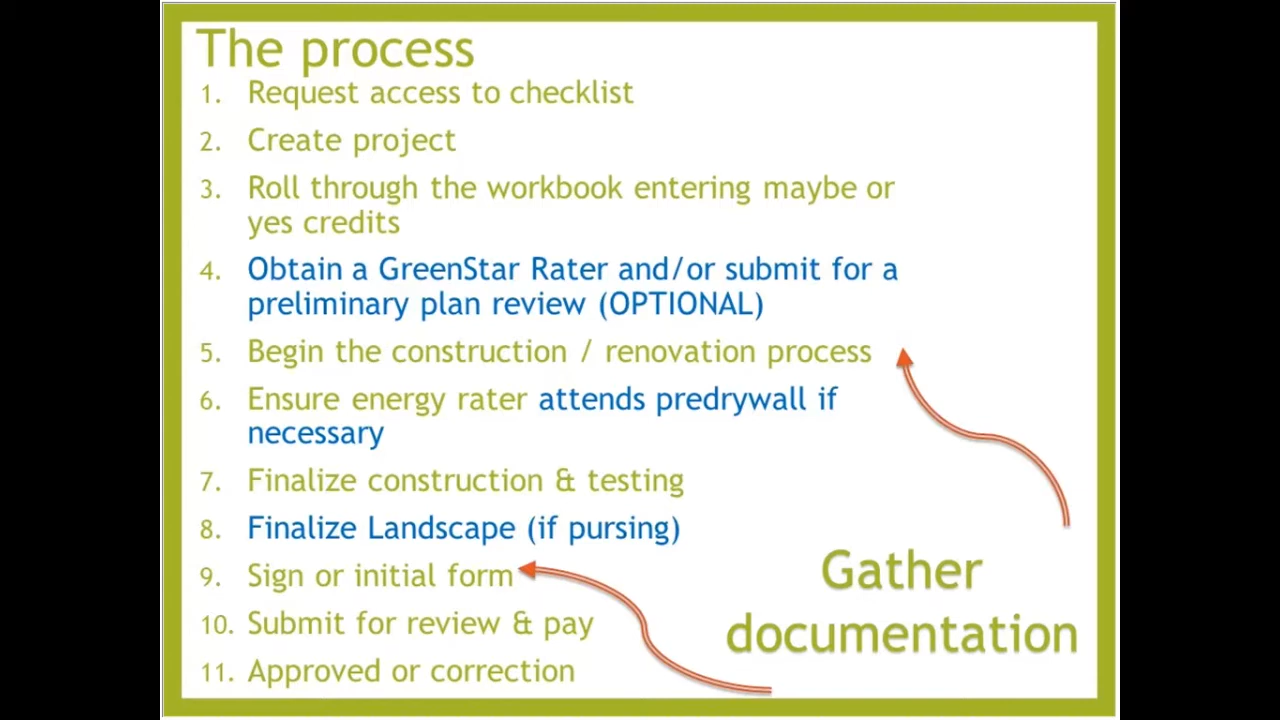 The process
1. Request access to checklist
2. Create project
3. Roll through the workbook entering maybe or
yes credits
4. Obtain a GreenStar Rater and/or submit for a
preliminary plan review (OPTIONAL)
5. Begin the construction / renovation process
6. Ensure energy rater attends predrywall if
necessary
7. Finalize construction & testing
8. Finalize Landscape (if pursing)
9. Sign or initial form
10. Submit for review & pay
11. Approved or correction
Gather
documentation